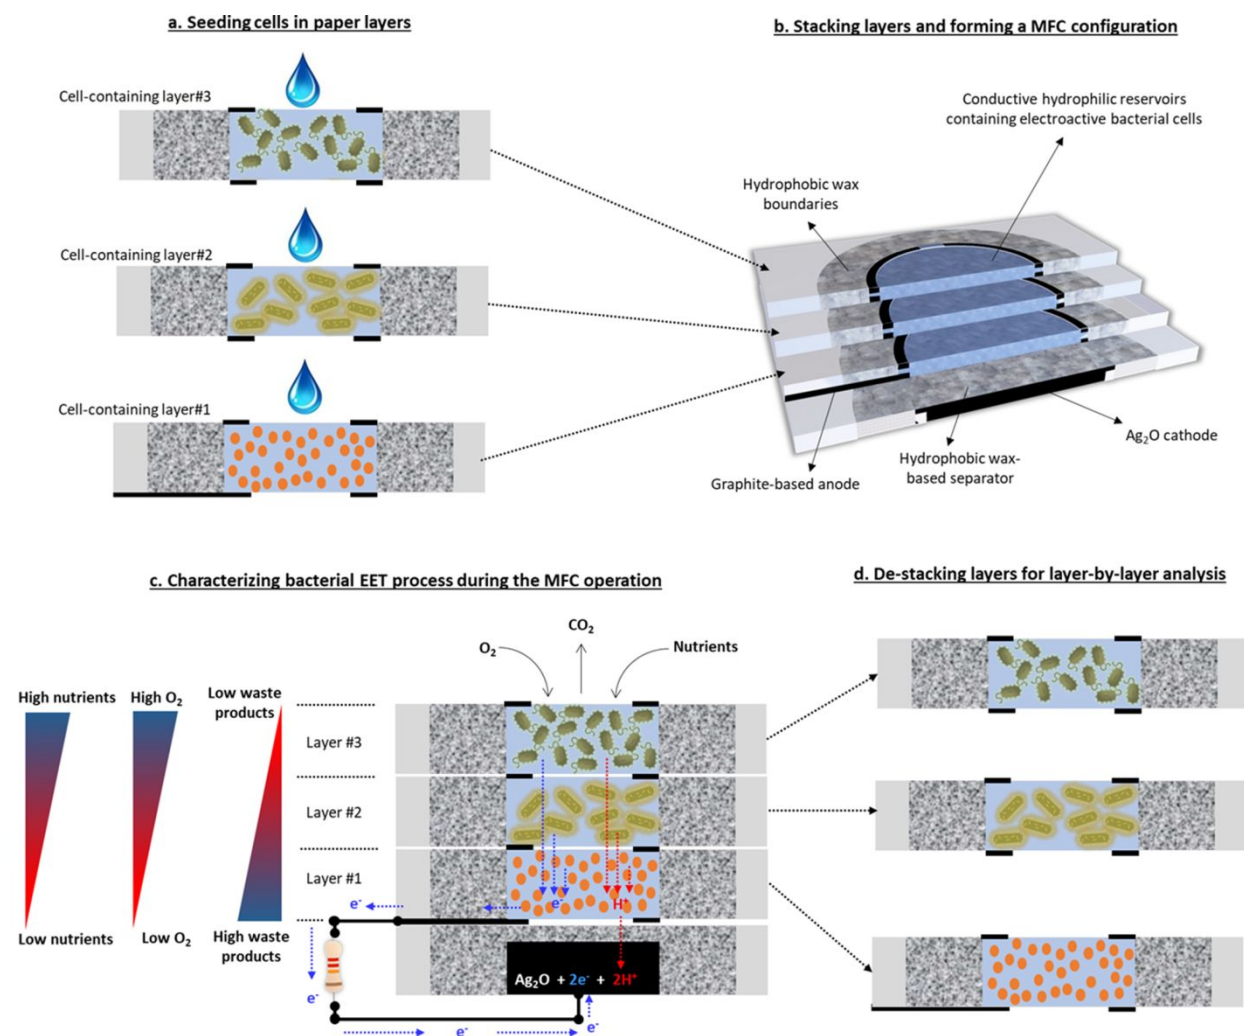 a. Seeding cells in paper layers
Cell-containing layer#3
Cell-containing layer#2
Cell-containing layer#1
b. Stacking layers and forming a MFC configuration
Conductive hydrophilic reservoirs
containing electroactive bacterial cells
Hydrophobic wax
boundaries
Ag₂O cathode
Hydrophobic wax-
based separator
Graphite-based anode
c. Characterizing bacterial EET process during the MFC operation
CO₂
O₂
Nutrients
High nutrients
High O₂
Low waste
products
Layer #3
Layer #2
Layer #1
Low nutrients
Low O₂
High waste
products
e⁻
e⁻
H⁺
e⁻
Ag₂O + 2e⁻ + 2H⁺
e⁻
e⁻
d. De-stacking layers for layer-by-layer analysis